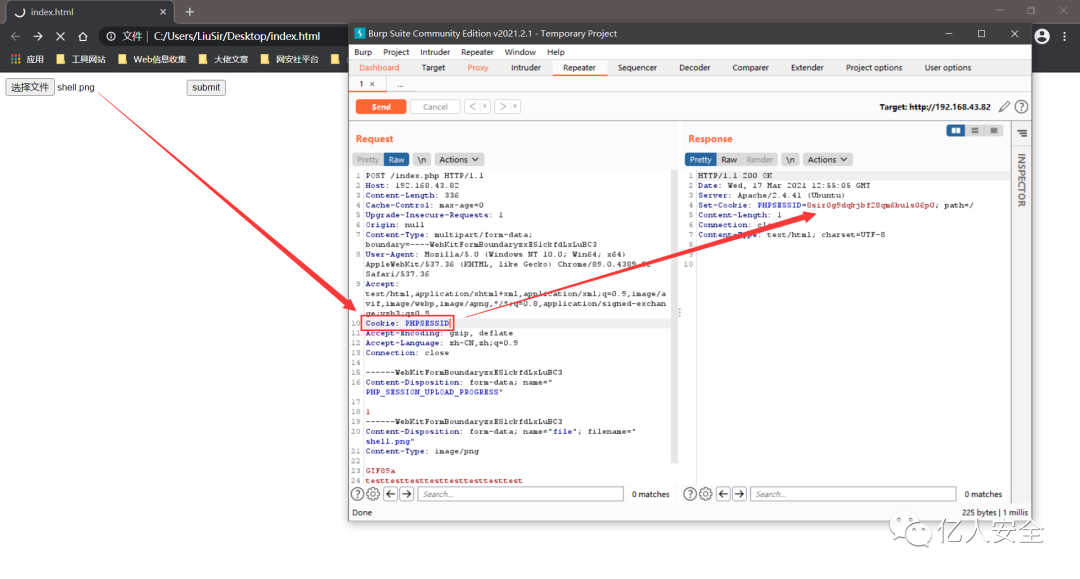 index.html
文件 | C:/Users/LiuSir/Desktop/index.html
应用 工具网站 Web信息收集 大佬文章 网安社平台
选择文件 shell.png submit
Burp Suite Community Edition v2021.2.1 - Temporary Project
Burp Project Intruder Repeater Window Help
Dashboard Target Proxy Intruder Repeater Sequencer Decoder Comparer Extender Project options User options
1 × ...
Send Cancel < > Target: http://192.168.43.82
Request
Pretty Raw \n Actions
1 POST /index.php HTTP/1.1
2 Host: 192.168.43.82
3 Content-Length: 336
4 Cache-Control: max-age=0
5 Upgrade-Insecure-Requests: 1
6 Origin: null
7 Content-Type: multipart/form-data;
boundary=----WebKitFormBoundaryzxESlckfdLxLuBC3
8 User-Agent: Mozilla/5.0 (Windows NT 10.0; Win64; x64)
AppleWebKit/537.36 (KHTML, like Gecko) Chrome/89.0.4389.82
Safari/537.36
9 Accept:
text/html,application/xhtml+xml,application/xml;q=0.9,image/a
vif,image/webp,image/apng,*/*;q=0.8,application/signed-exchan
ge;v=b3;q=0.9
10 Cookie: PHPSESSID
11 Accept-Encoding: gzip, deflate
12 Accept-Language: zh-CN,zh;q=0.9
13 Connection: close
14
15 ------WebKitFormBoundaryzxESlckfdLxLuBC3
16 Content-Disposition: form-data; name="
PHP_SESSION_UPLOAD_PROGRESS"
17
18 1
19 ------WebKitFormBoundaryzxESlckfdLxLuBC3
20 Content-Disposition: form-data; name="file"; filename="
shell.png"
21 Content-Type: image/png
22
23 GIF89a
24 testtesttesttesttesttesttesttest
Search... 0 matches
Response
Pretty Raw Render \n Actions
1 HTTP/1.1 200 OK
2 Date: Wed, 17 Mar 2021 12:55:05 GMT
3 Server: Apache/2.4.41 (Ubuntu)
4 Set-Cookie: PHPSESSID=8sir0g9dqkjbf28qm6buls06p0; path=/
5 Content-Length: 1
6 Connection: close
7 Content-Type: text/html; charset=UTF-8
8
9
10
Search... 0 matches
INSPECTOR
Done 225 bytes | 1 millis
亿人安全